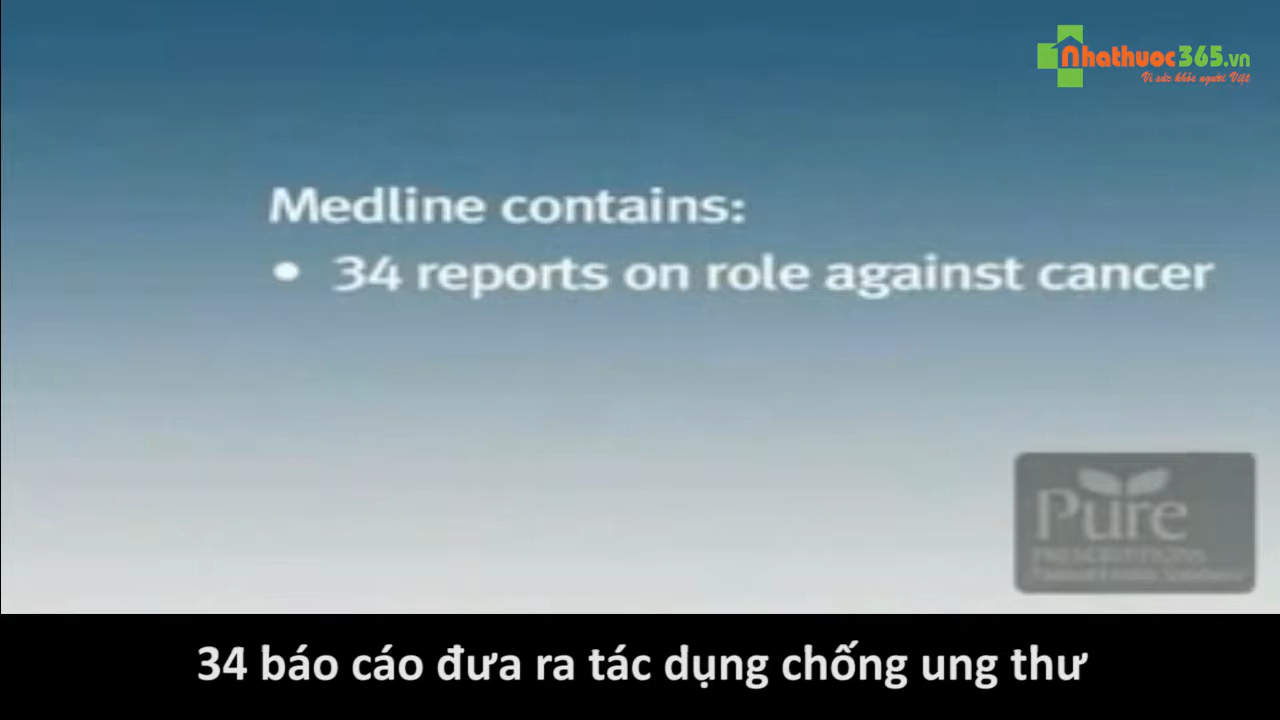 Nhathuoc365.vn
Vì sức khỏe người Việt
Medline contains:
• 34 reports on role against cancer
Pure
PRESCRIPTIONS
34 báo cáo đưa ra tác dụng chống ung thư